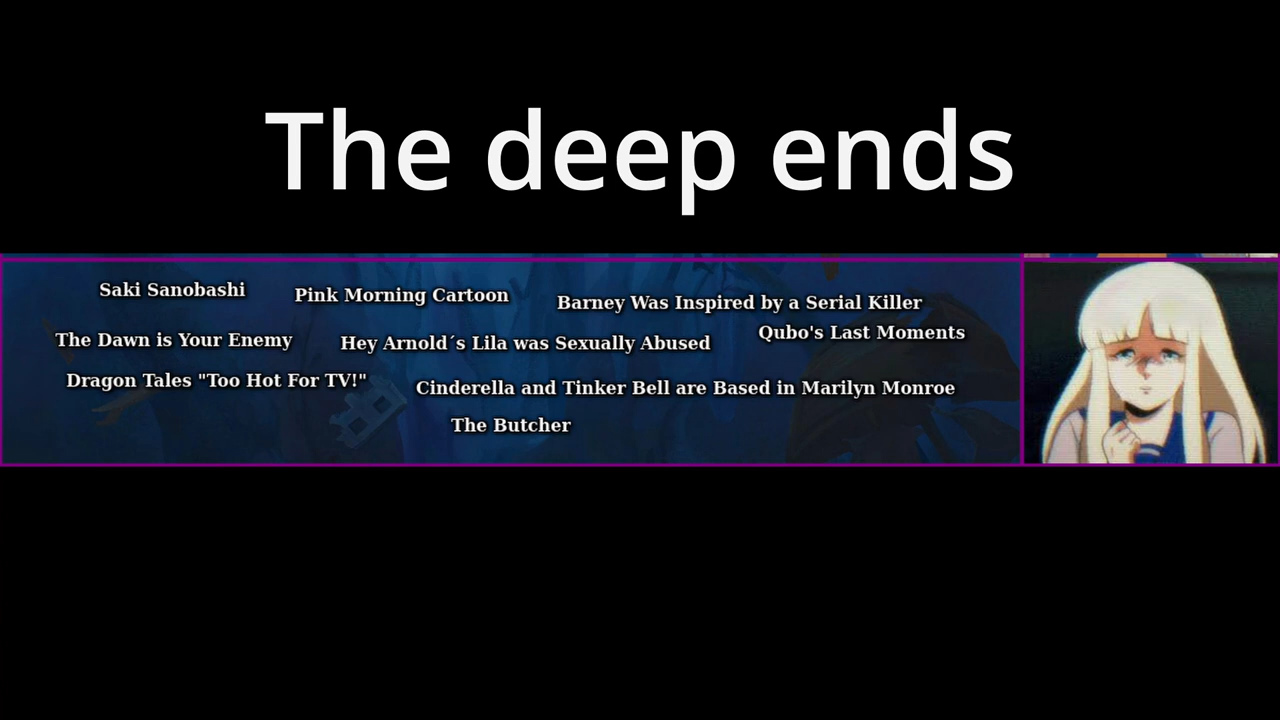 The deep ends
Saki Sanobashi
Pink Morning Cartoon
Barney Was Inspired by a Serial Killer
The Dawn is Your Enemy
Hey Arnold´s Lila was Sexually Abused
Qubo's Last Moments
Dragon Tales "Too Hot For TV!"
Cinderella and Tinker Bell are Based in Marilyn Monroe
The Butcher